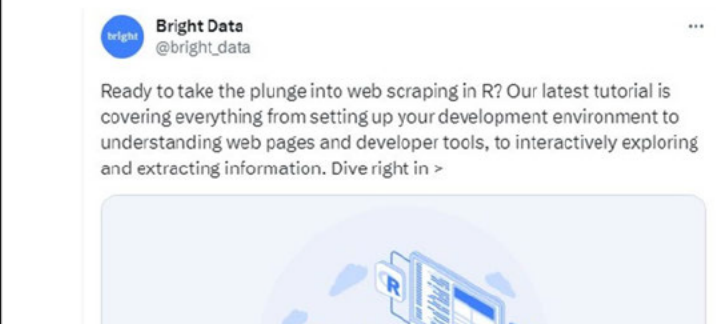 bright
Bright Data
@bright_data
Ready to take the plunge into web scraping in R? Our latest tutorial is
covering everything from setting up your development environment to
understanding web pages and developer tools, to interactively exploring
and extracting information. Dive right in >
R